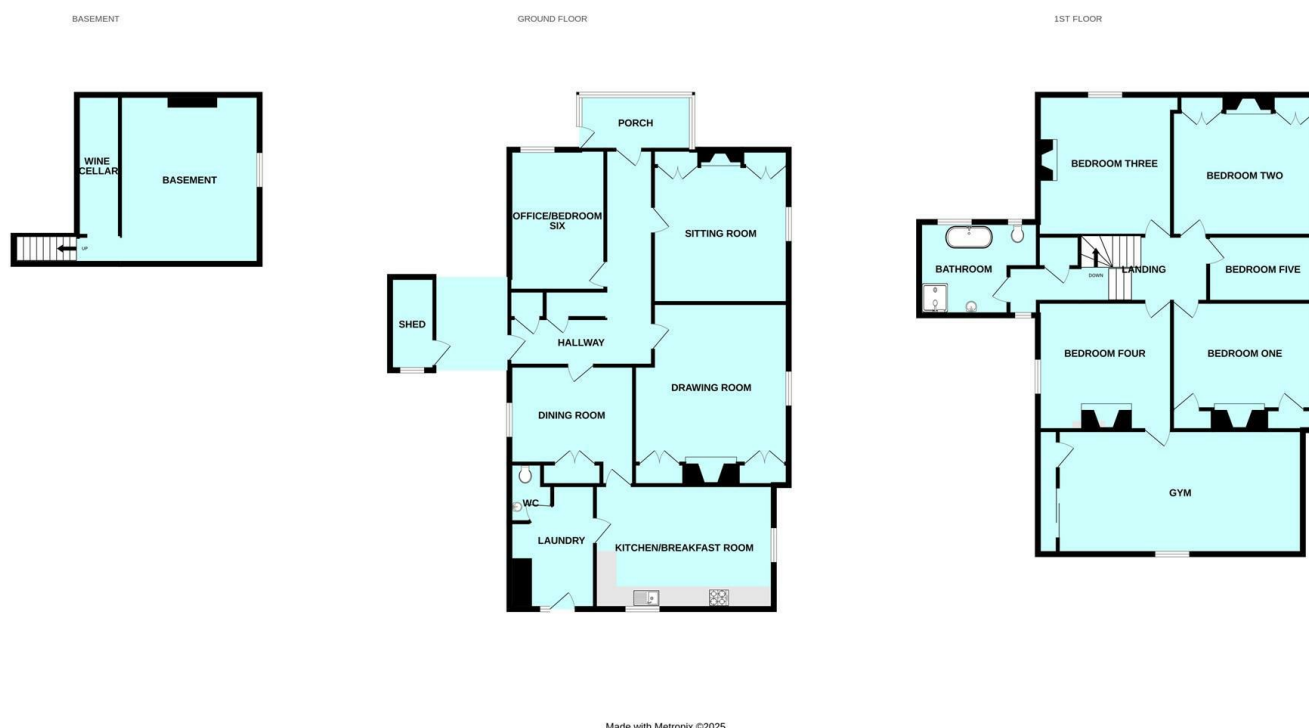 BASEMENT
GROUND FLOOR
1ST FLOOR
WINE
CELLAR
BASEMENT
UP
PORCH
OFFICE/BEDROOM
SIX
SITTING ROOM
SHED
HALLWAY
DRAWING ROOM
DINING ROOM
WC
LAUNDRY
KITCHEN/BREAKFAST ROOM
BEDROOM THREE
BEDROOM TWO
BATHROOM
DOWN
LANDING
BEDROOM FIVE
BEDROOM FOUR
BEDROOM ONE
GYM
Made with Metropix ©2025